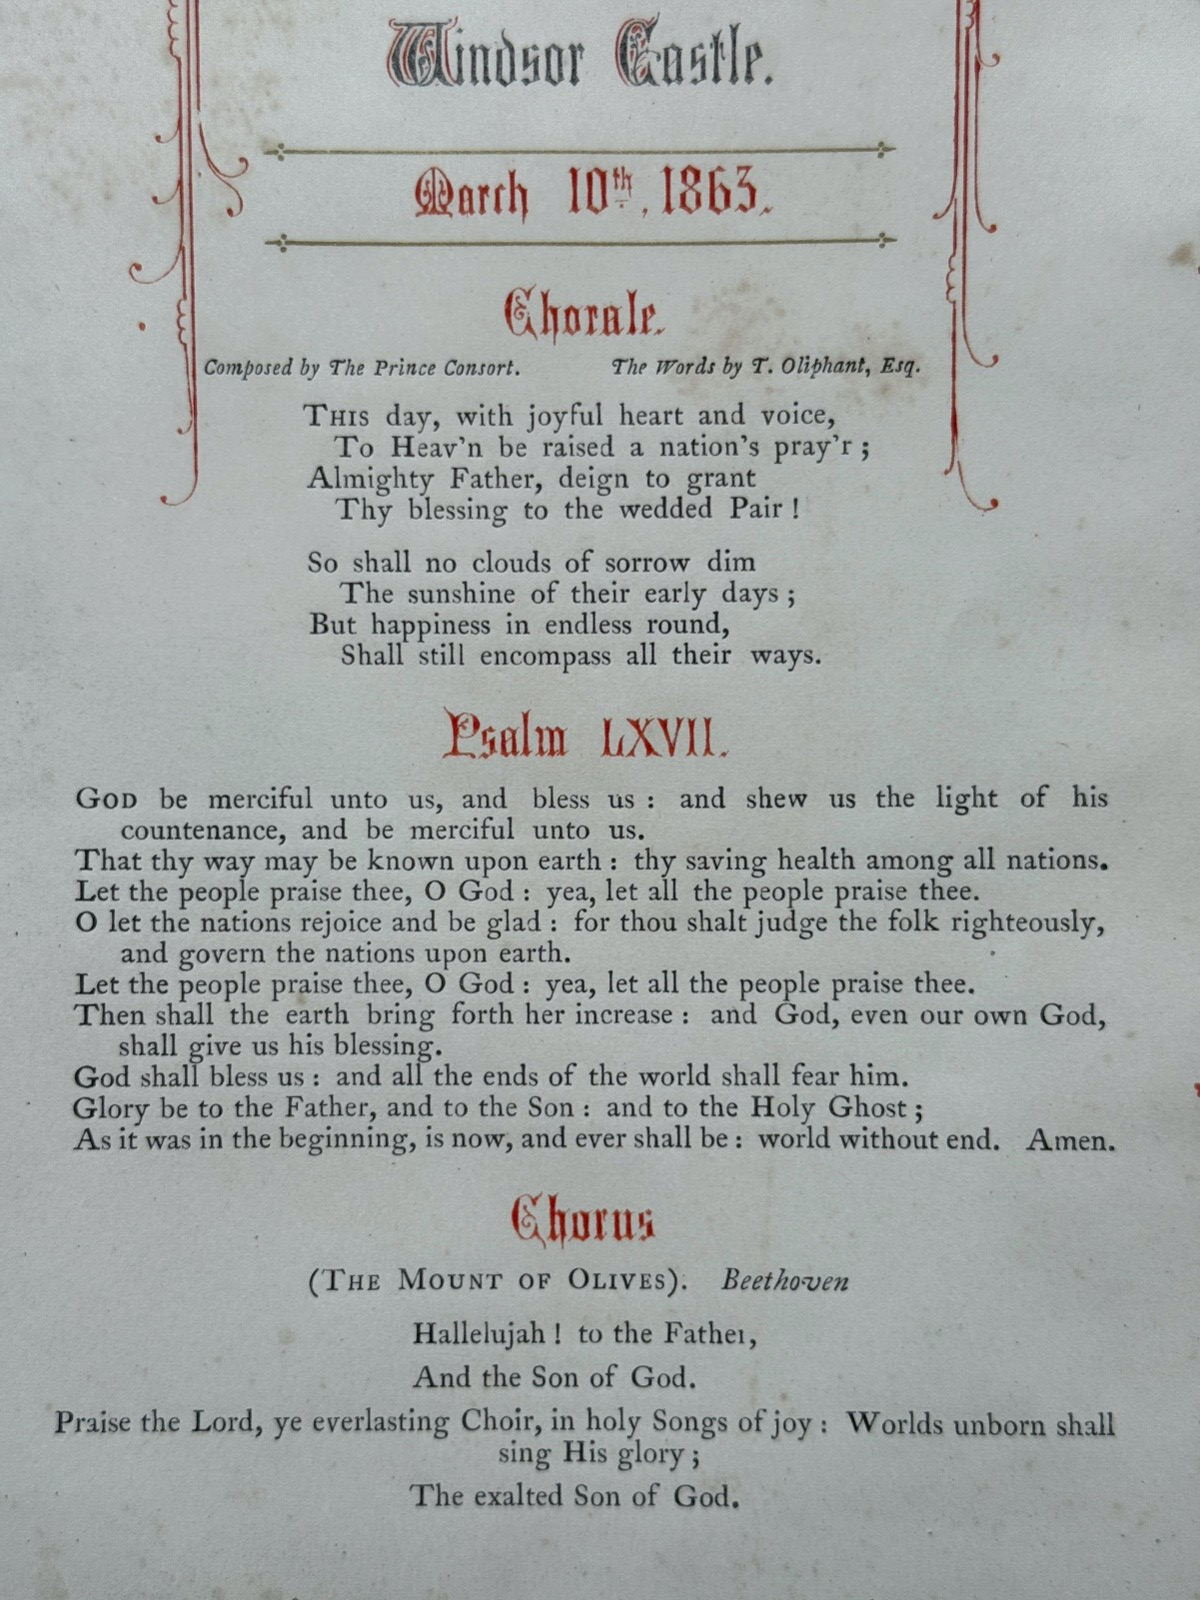 Windsor Castle.
March 10th, 1863.
Chorale.
Composed by The Prince Consort. The Words by T. Oliphant, Esq.
THIS day, with joyful heart and voice,
To Heav'n be raised a nation's pray'r ;
Almighty Father, deign to grant
Thy blessing to the wedded Pair !
So shall no clouds of sorrow dim
The sunshine of their early days ;
But happiness in endless round,
Shall still encompass all their ways.
Psalm LXVII.
GOD be merciful unto us, and bless us : and shew us the light of his
countenance, and be merciful unto us.
That thy way may be known upon earth : thy saving health among all nations.
Let the people praise thee, O God : yea, let all the people praise thee.
O let the nations rejoice and be glad : for thou shalt judge the folk righteously,
and govern the nations upon earth.
Let the people praise thee, O God : yea, let all the people praise thee.
Then shall the earth bring forth her increase : and God, even our own God,
shall give us his blessing.
God shall bless us : and all the ends of the world shall fear him.
Glory be to the Father, and to the Son : and to the Holy Ghost ;
As it was in the beginning, is now, and ever shall be : world without end. Amen.
Chorus
(THE MOUNT OF OLIVES). Beethoven
Hallelujah ! to the Father,
And the Son of God.
Praise the Lord, ye everlasting Choir, in holy Songs of joy : Worlds unborn shall
sing His glory ;
The exalted Son of God.